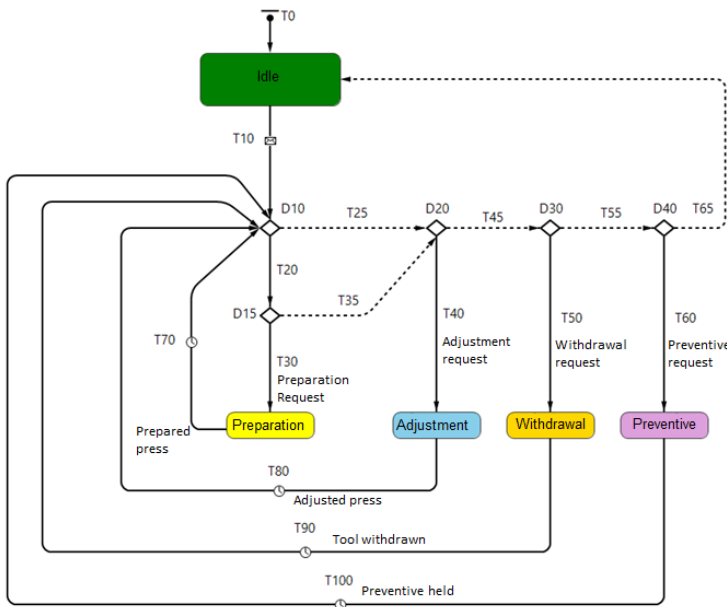 T0
Idle
T10
D10
T25
D20
T45
D30
T55
D40
T65
T20
D15
T35
T70
T40
Adjustment
request
T50
Withdrawal
request
T60
Preventive
request
T30
Preparation
Request
Prepared
press
Preparation
Adjustment
Withdrawal
Preventive
T80
Adjusted press
T90
Tool withdrawn
T100
Preventive held